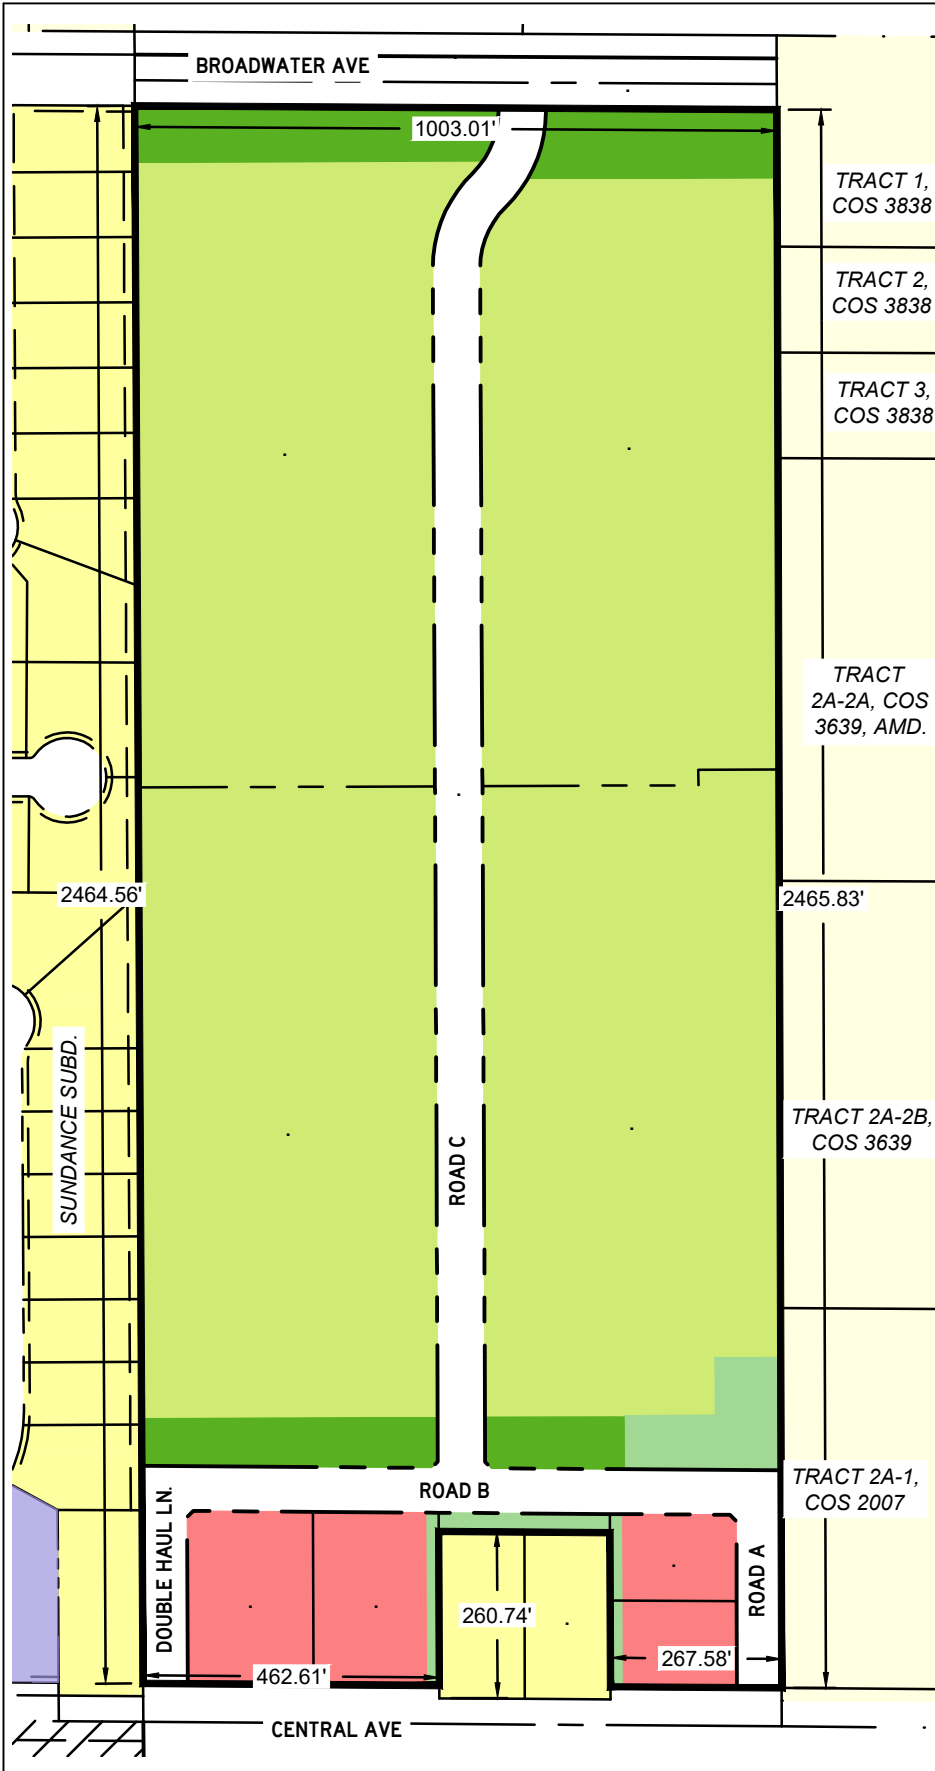 BROADWATER AVE
1003.01'
TRACT 1,
COS 3838
TRACT 2,
COS 3838
TRACT 3,
COS 3838
TRACT
2A-2A, COS
3639, AMD.
2464.56'
2465.83'
SUNDANCE SUBD.
ROAD C
TRACT 2A-2B,
COS 3639
TRACT 2A-1,
COS 2007
ROAD B
DOUBLE HAUL LN.
ROAD A
260.74'
267.58'
462.61'
CENTRAL AVE